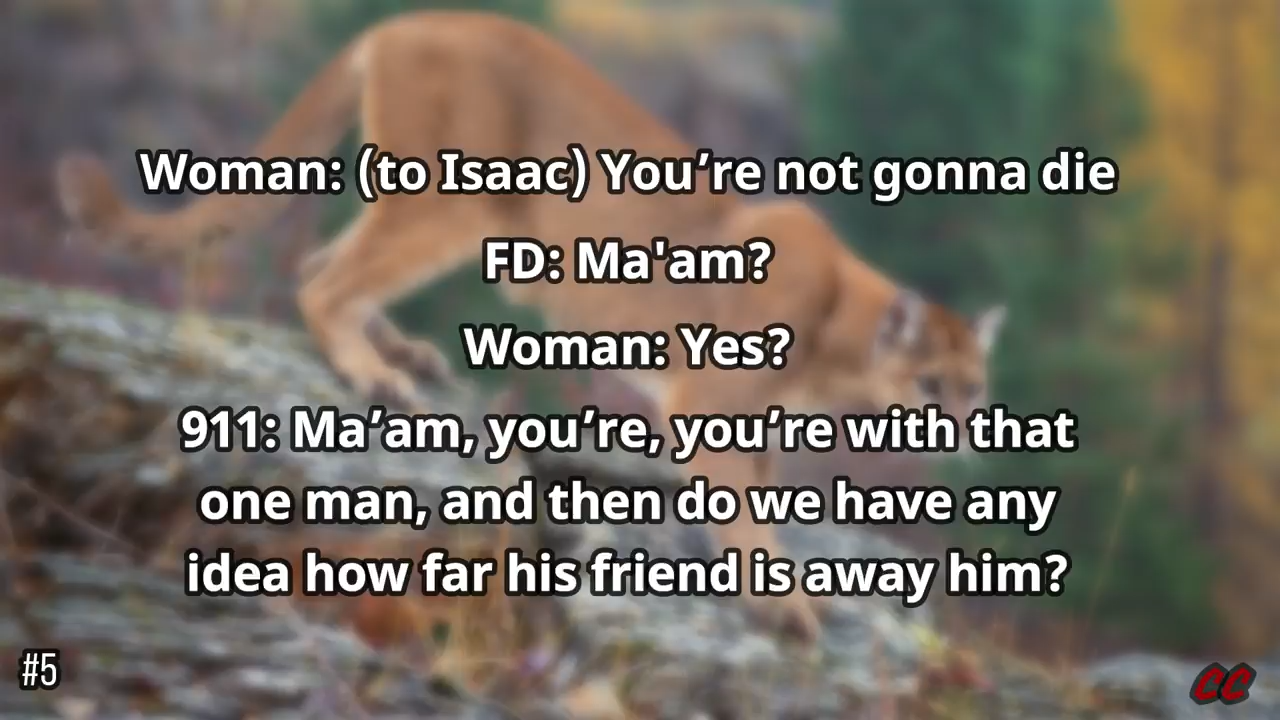 Woman: (to Isaac) You’re not gonna die
FD: Ma'am?
Woman: Yes?
911: Ma’am, you’re, you’re with that
one man, and then do we have any
idea how far his friend is away him?
#5
CC